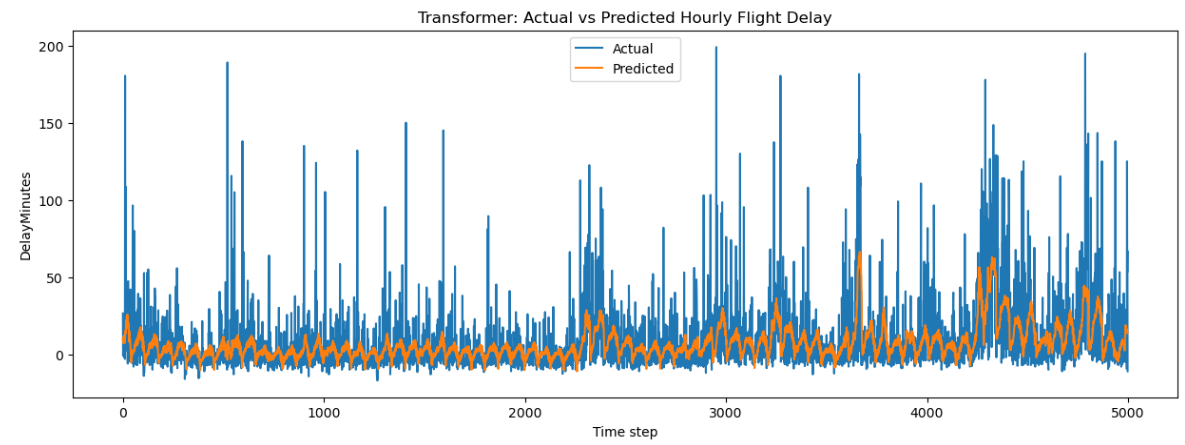 Transformer: Actual vs Predicted Hourly Flight Delay
Actual
Predicted
200
150
100
50
0
DelayMinutes
0 1000 2000 3000 4000 5000
Time step